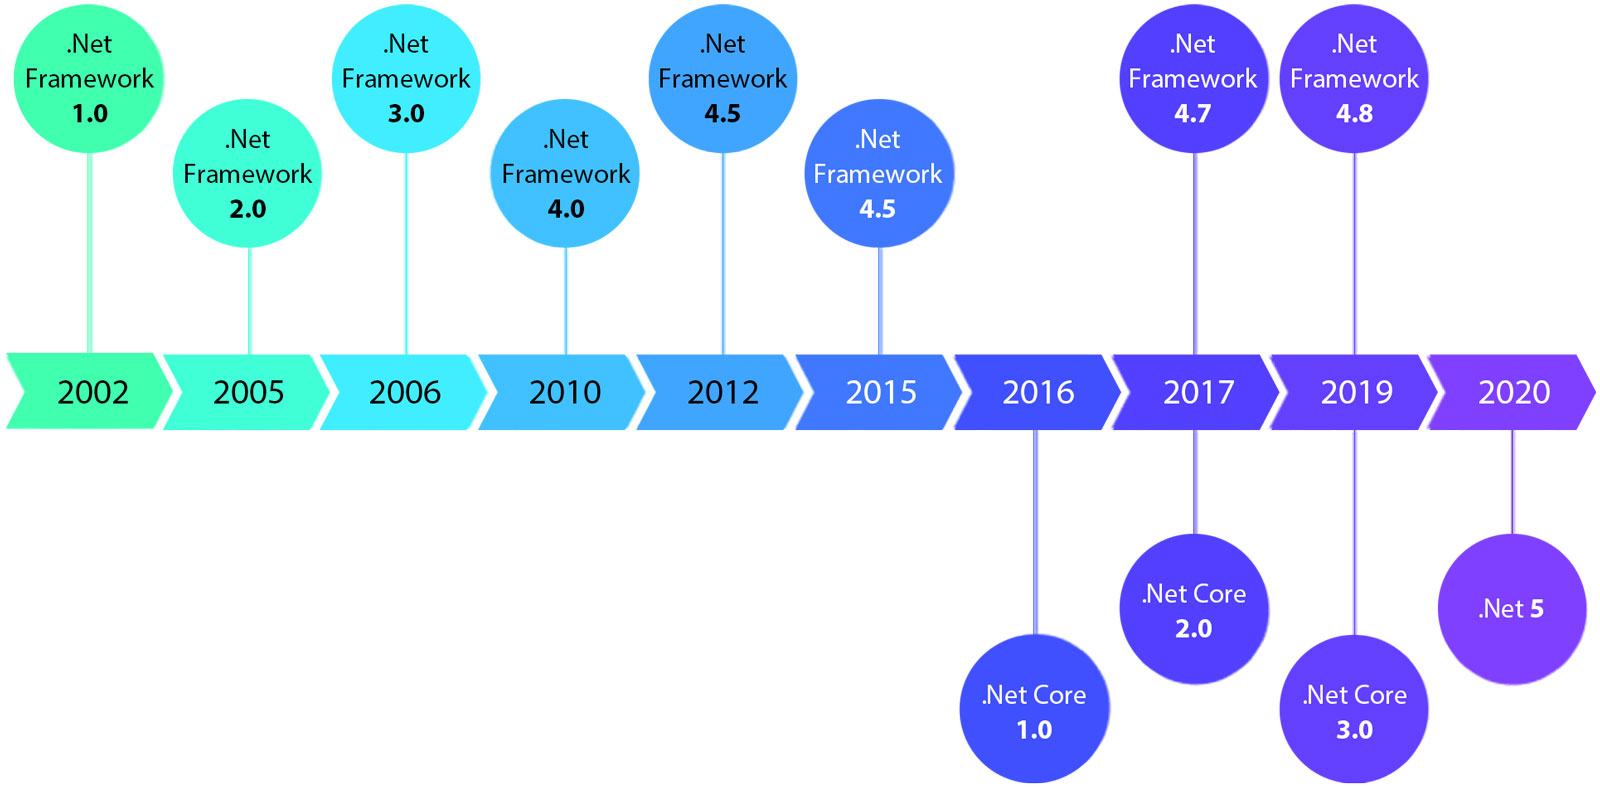 .Net
Framework
1.0
.Net
Framework
2.0
.Net
Framework
3.0
.Net
Framework
4.0
.Net
Framework
4.5
.Net
Framework
4.5
.Net
Framework
4.7
.Net
Framework
4.8
2002
2005
2006
2010
2012
2015
2016
2017
2019
2020
.Net Core
1.0
.Net Core
2.0
.Net Core
3.0
.Net 5